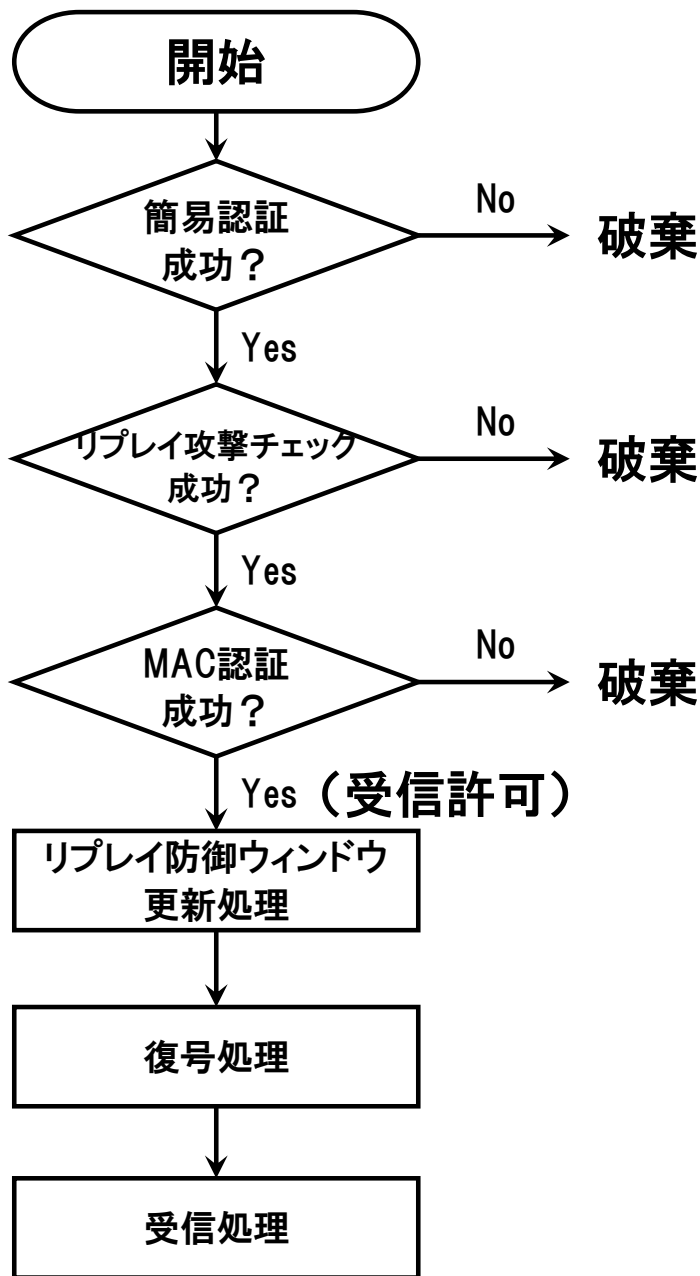 開始
簡易認証
成功？
No
破棄
Yes
リプレイ攻撃チェック
成功？
No
破棄
Yes
MAC認証
成功？
No
破棄
Yes（受信許可）
リプレイ防御ウィンドウ
更新処理
復号処理
受信処理